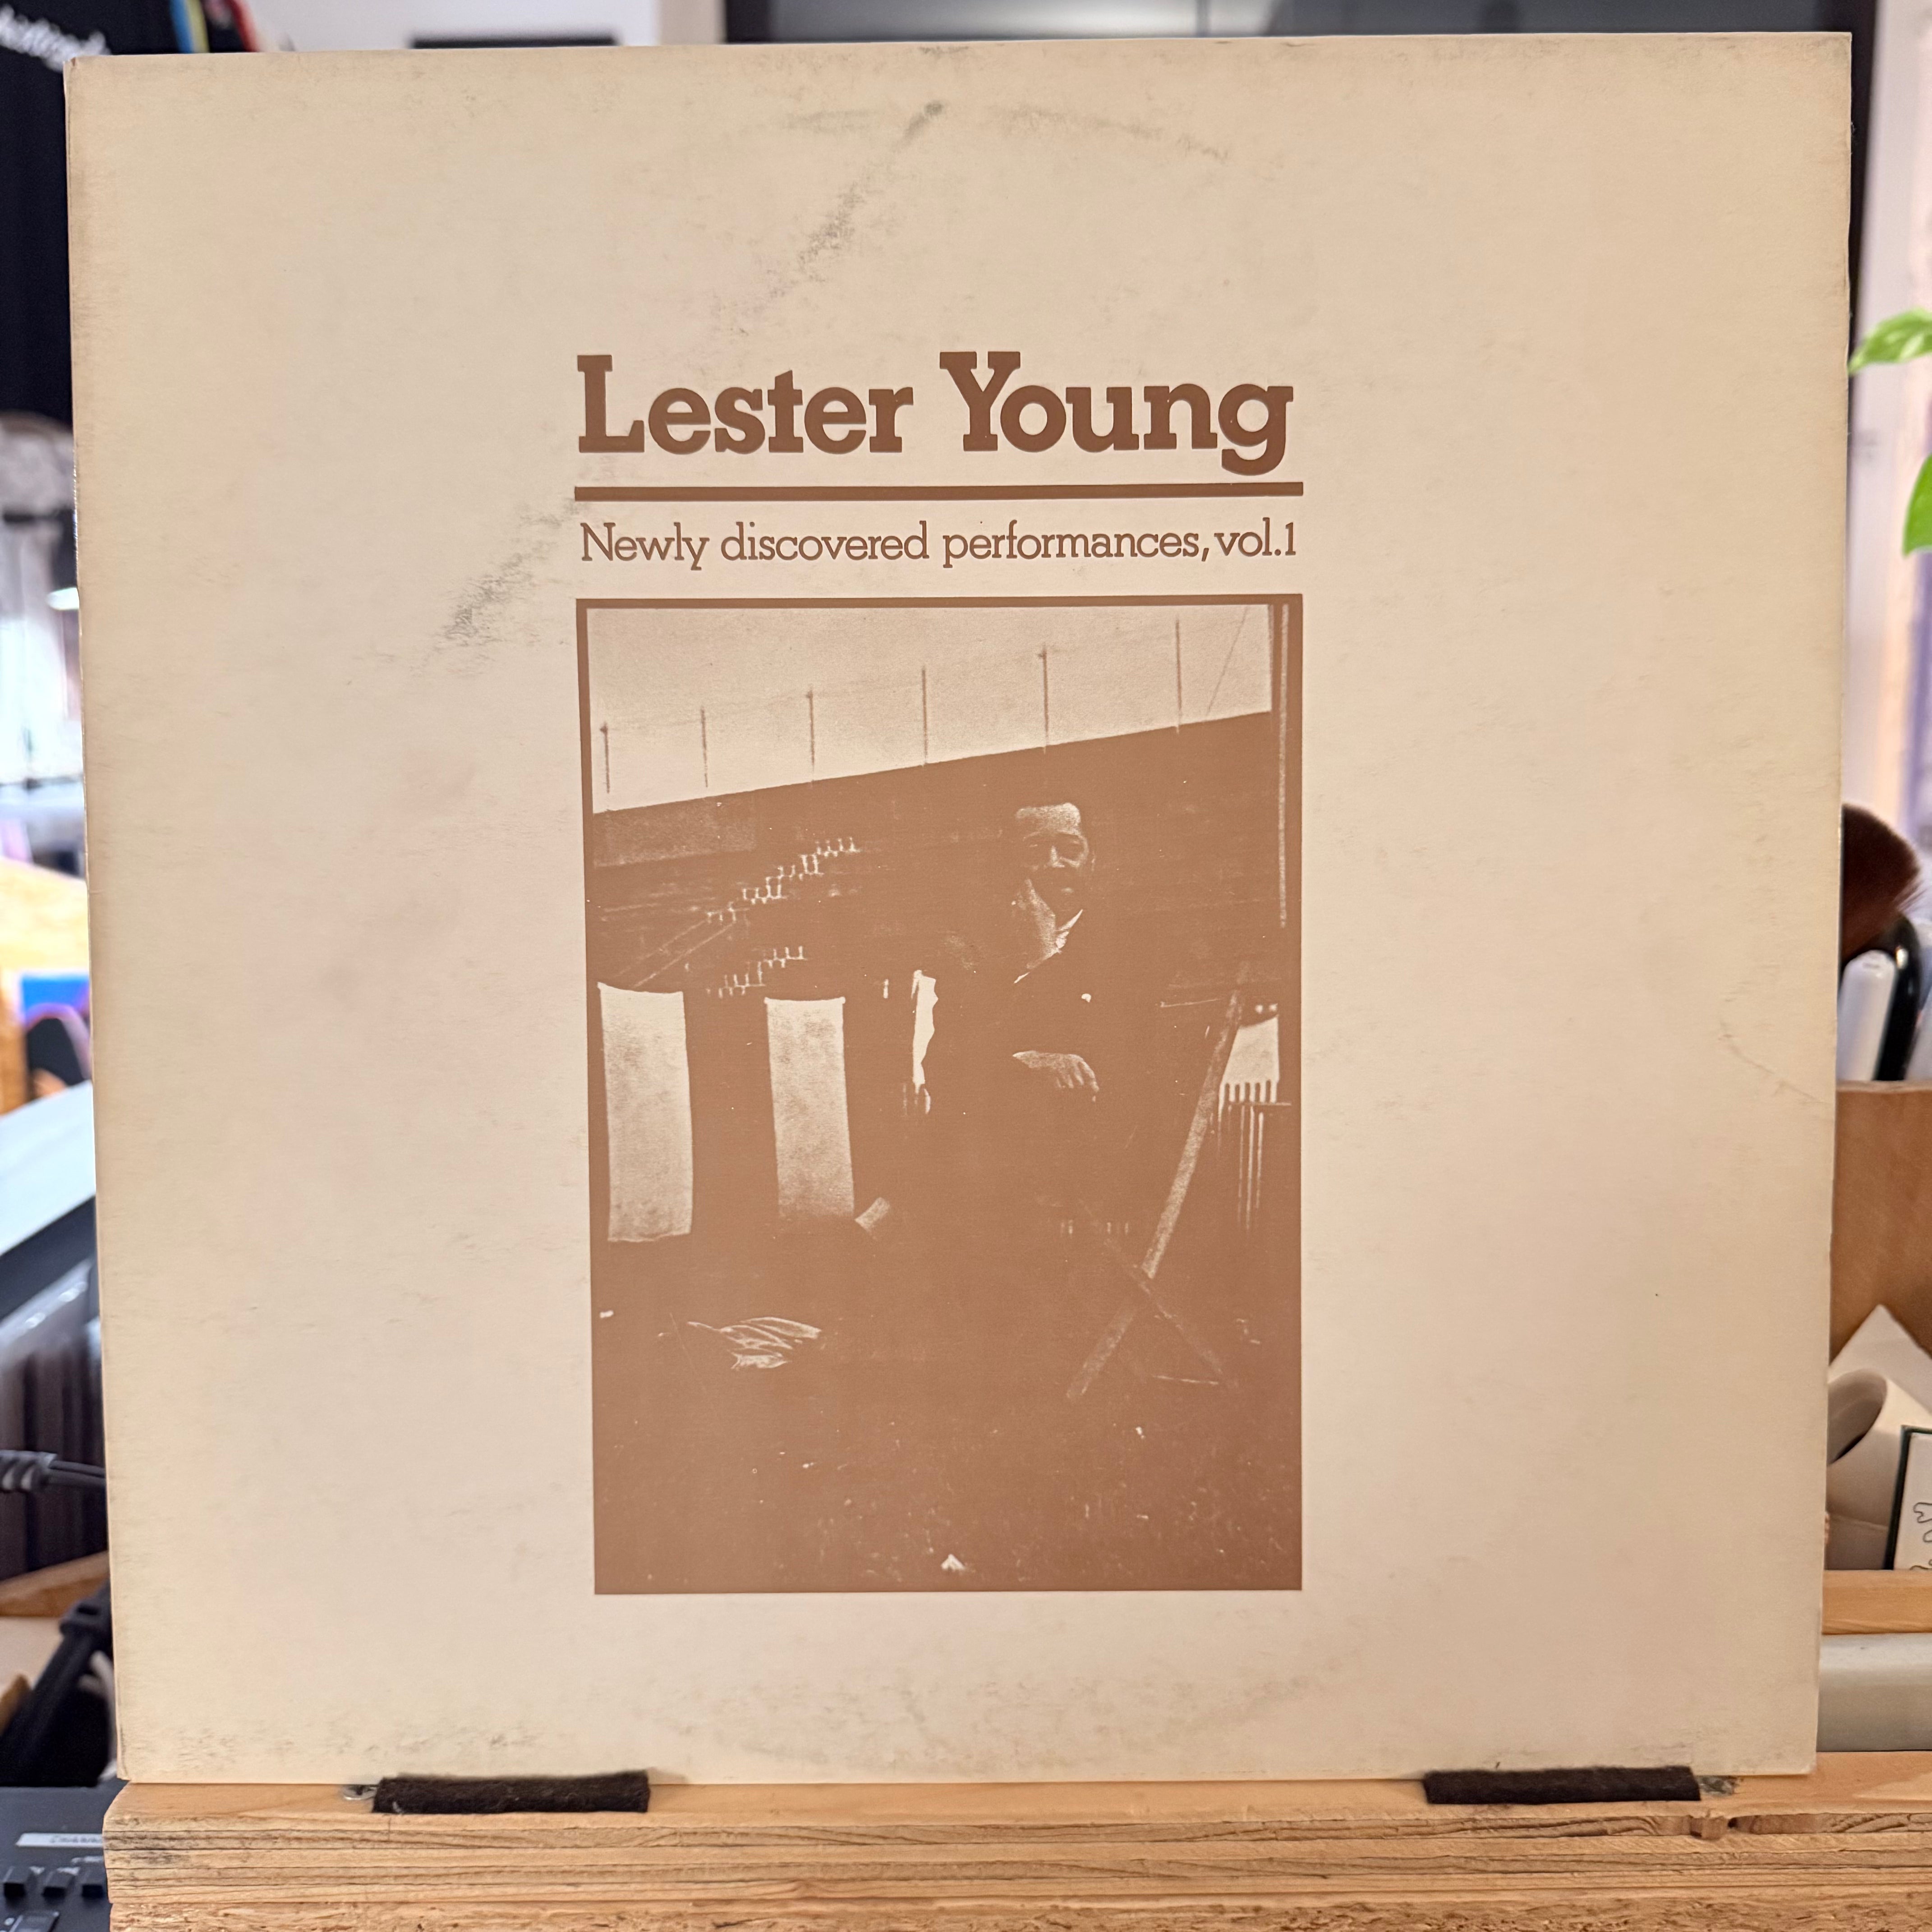 Lester Young
Newly discovered performances, vol.1